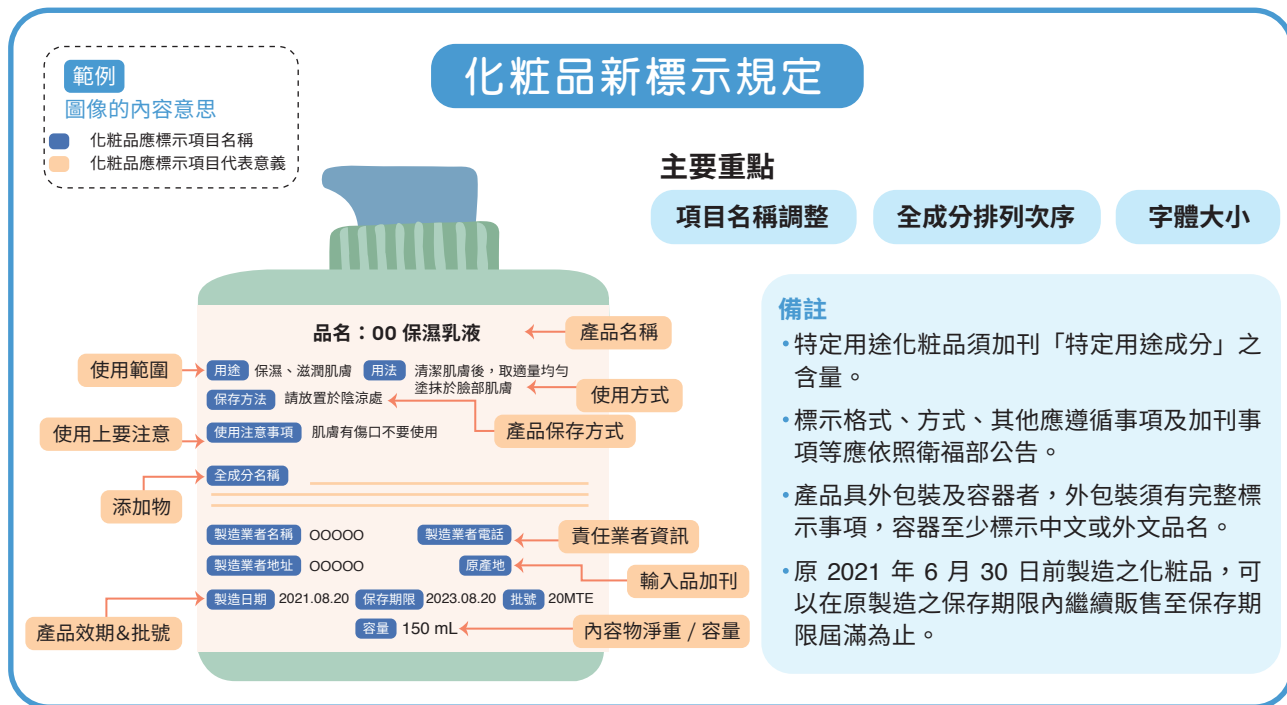 範例
圖像的內容意思
化粧品應標示項目名稱
化粧品應標示項目代表意義
化粧品新標示規定
主要重點
項目名稱調整
全成分排列次序
字體大小
品名：00 保濕乳液
產品名稱
使用範圍
用途 保濕、滋潤肌膚
用法 清潔肌膚後，取適量均勻
塗抹於臉部肌膚
使用方式
保存方法 請放置於陰涼處
產品保存方式
使用上要注意
使用注意事項 肌膚有傷口不要使用
全成分名稱
添加物
製造業者名稱 OOOOO
製造業者電話
責任業者資訊
製造業者地址 OOOOO
原產地
輸入品加刊
製造日期 2021.08.20 保存期限 2023.08.20 批號 20MTE
產品效期&批號
容量 150 mL
內容物淨重 / 容量
備註
•特定用途化粧品須加刊「特定用途成分」之
含量。
•標示格式、方式、其他應遵循事項及加刊事
項等應依照衛福部公告。
•產品具外包裝及容器者，外包裝須有完整標
示事項，容器至少標示中文或外文品名。
•原 2021 年 6 月 30 日前製造之化粧品，可
以在原製造之保存期限內繼續販售至保存期
限屆滿為止。